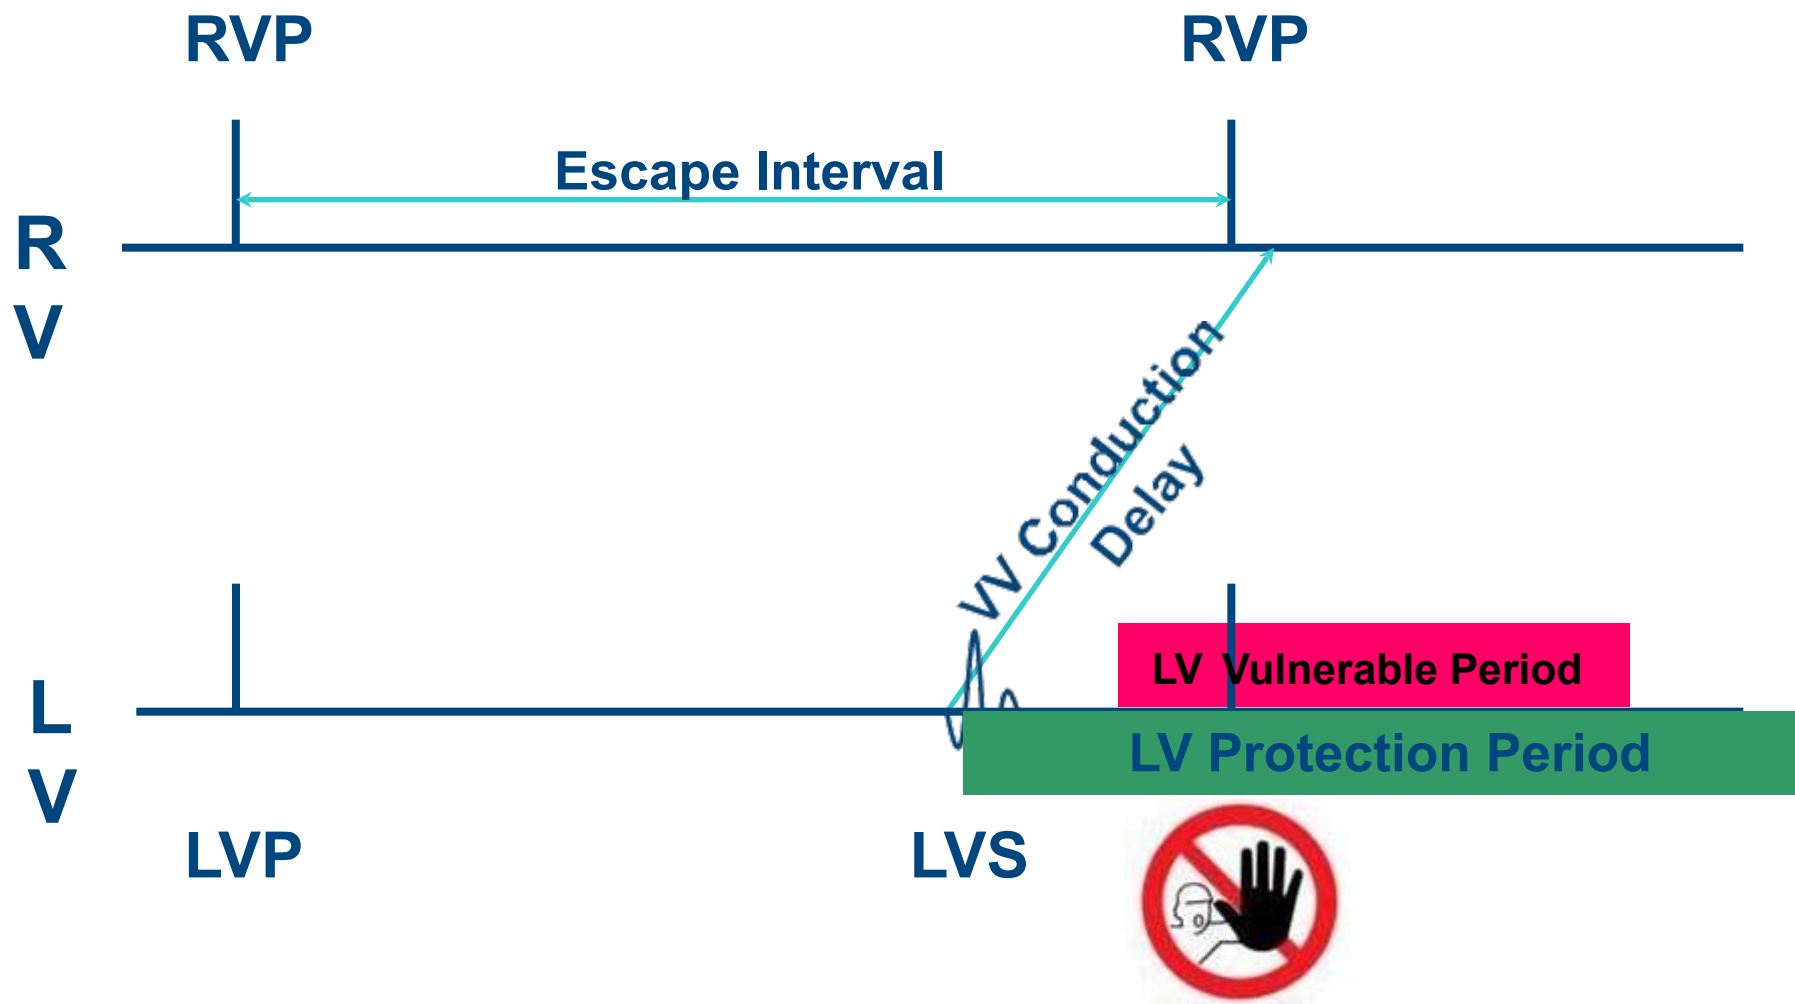 RVP RVP
Escape Interval
R
V
VV Conduction
Delay
LV Vulnerable Period
L
V
LV Protection Period
LVP LVS